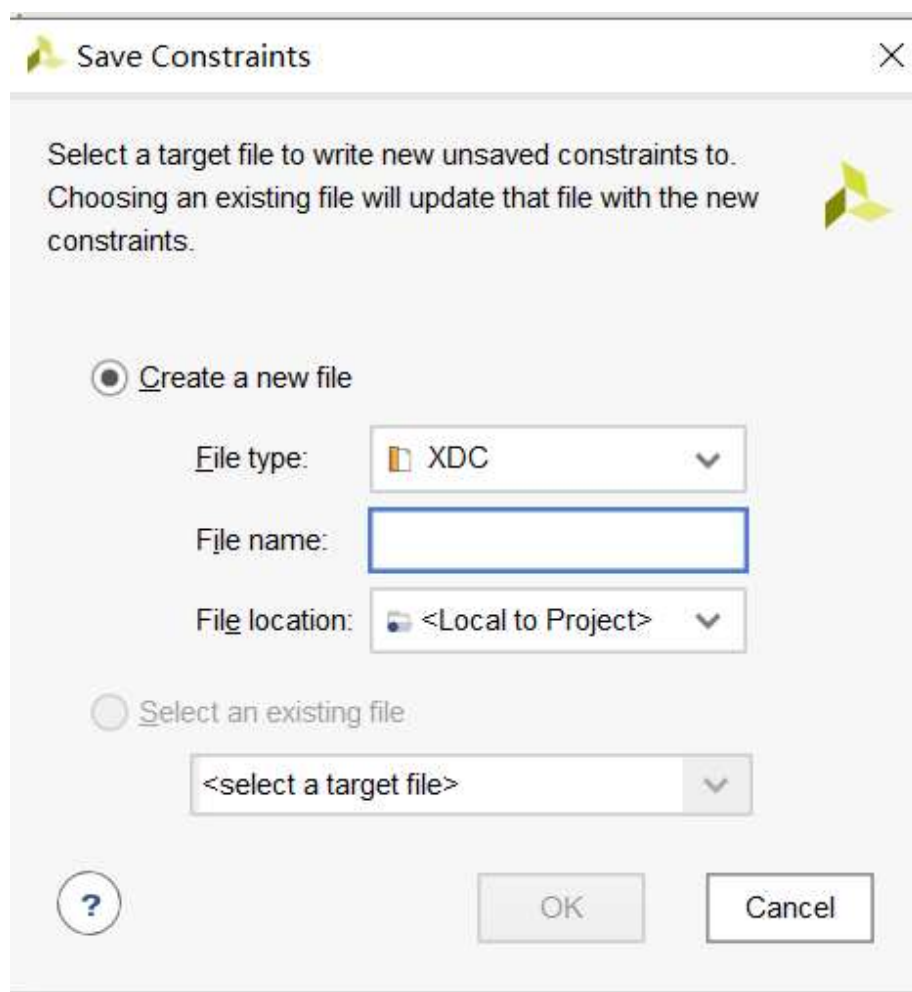 Save Constraints
Select a target file to write new unsaved constraints to.
Choosing an existing file will update that file with the new
constraints.
Create a new file
File type: XDC
File name:
File location: <Local to Project>
Select an existing file
<select a target file>
? OK Cancel